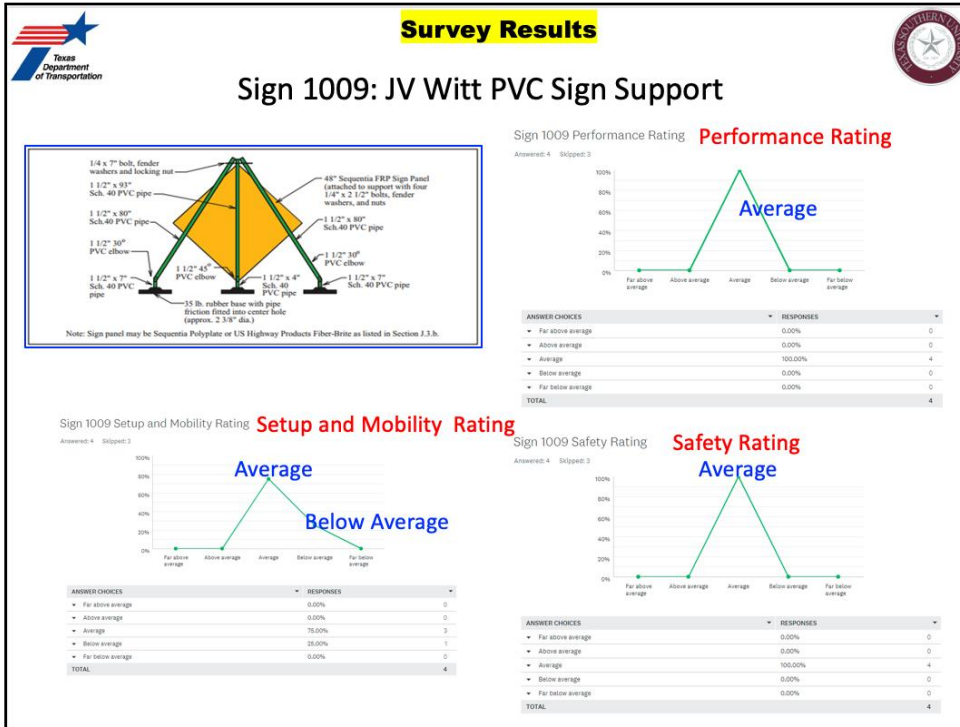 Survey Results
Texas
Department
of Transportation
TEXAS SOUTHERN UNIVERSITY
Sign 1009: JV Witt PVC Sign Support
1/4 x 7" bolt, fender
washers and locking nut
1 1/2" x 93"
Sch. 40 PVC pipe
1 1/2" x 80"
Sch.40 PVC pipe
1 1/2" 30°
PVC elbow
1 1/2" x 7"
Sch. 40 PVC
pipe
1 1/2" 45°
PVC elbow
35 lb. rubber base with pipe
friction fitted into center hole
(approx. 2 3/8" dia.)
1 1/2" x 4"
Sch. 40
PVC pipe
48" Sequentia FRP Sign Panel
(attached to support with four
1/4" x 2 1/2" bolts, fender
washers, and nuts
1 1/2" x 80"
Sch.40 PVC pipe
1 1/2" 30°
PVC elbow
1 1/2" x 7"
Sch. 40 PVC pipe
Note: Sign panel may be Sequentia Polyplate or US Highway Products Fiber-Brite as listed in Section J.3.b.
Sign 1009 Performance Rating
Performance Rating
Answered: 4 Skipped: 3
100%
80%
60%
40%
20%
0%
Average
Far above
average
Above average
Average
Below average
Far below
average
ANSWER CHOICES RESPONSES
Far above average 0.00% 0
Above average 0.00% 0
Average 100.00% 4
Below average 0.00% 0
Far below average 0.00% 0
TOTAL 4
Sign 1009 Setup and Mobility Rating
Setup and Mobility Rating
Answered: 4 Skipped: 3
100%
80%
60%
40%
20%
0%
Average
Below Average
Far above
average
Above average
Average
Below average
Far below
average
ANSWER CHOICES RESPONSES
Far above average 0.00% 0
Above average 0.00% 0
Average 75.00% 3
Below average 25.00% 1
Far below average 0.00% 0
TOTAL 4
Sign 1009 Safety Rating
Safety Rating
Answered: 4 Skipped: 3
Average
100%
80%
60%
40%
20%
0%
Far above
average
Above average
Average
Below average
Far below
average
ANSWER CHOICES RESPONSES
Far above average 0.00% 0
Above average 0.00% 0
Average 100.00% 4
Below average 0.00% 0
Far below average 0.00% 0
TOTAL 4